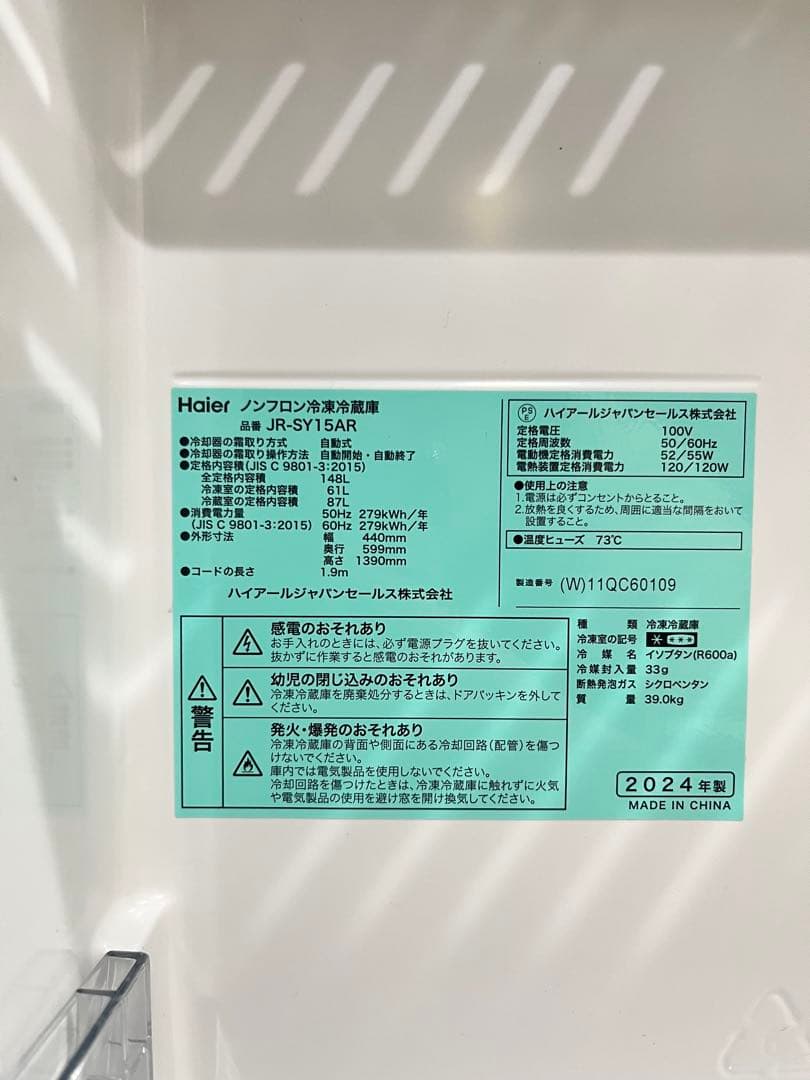 Haier ノンフロン冷凍冷蔵庫
品番 JR-SY15AR
●冷却器の霜取り方式 自動式
●冷却器の霜取り操作方法 自動開始・自動終了
●定格内容積(JIS C 9801-3:2015)
全定格内容積 148L
冷凍室の定格内容積 61L
冷蔵室の定格内容積 87L
●消費電力量 50Hz 279kWh/年
(JIS C 9801-3:2015) 60Hz 279kWh/年
●外形寸法 幅 440mm
奥行 599mm
高さ 1390mm
●コードの長さ 1.9m
ハイアールジャパンセールス株式会社
PSE ハイアールジャパンセールス株式会社
定格電圧 100V
定格周波数 50/60Hz
電動機定格消費電力 52/55W
電熱装置定格消費電力 120/120W
●使用上の注意
1.電源は必ずコンセントからとること。
2.放熱を良くするため、周囲に適当な間隔をおいて
設置すること。
●温度ヒューズ 73℃
製造番号 (W)11QC60109
警告
感電のおそれあり
お手入れのときには、必ず電源プラグを抜いてください。
抜かずに作業すると感電のおそれがあります。
幼児の閉じ込みのおそれあり
冷凍冷蔵庫を廃棄処分するときは、ドアパッキンを外して
ください。
発火・爆発のおそれあり
冷凍冷蔵庫の背面や側面にある冷却回路(配管)を傷つ
けないでください。
庫内では電気製品を使用しないでください。
冷却回路を傷つけたときは、冷凍冷蔵庫に触れずに火気
や電気製品の使用を避け窓を開け換気してください。
種類 冷凍冷蔵庫
冷凍室の記号
冷媒名 イソブタン(R600a)
冷媒封入量 33g
断熱発泡ガス シクロペンタン
質量 39.0kg
2024年製
MADE IN CHINA